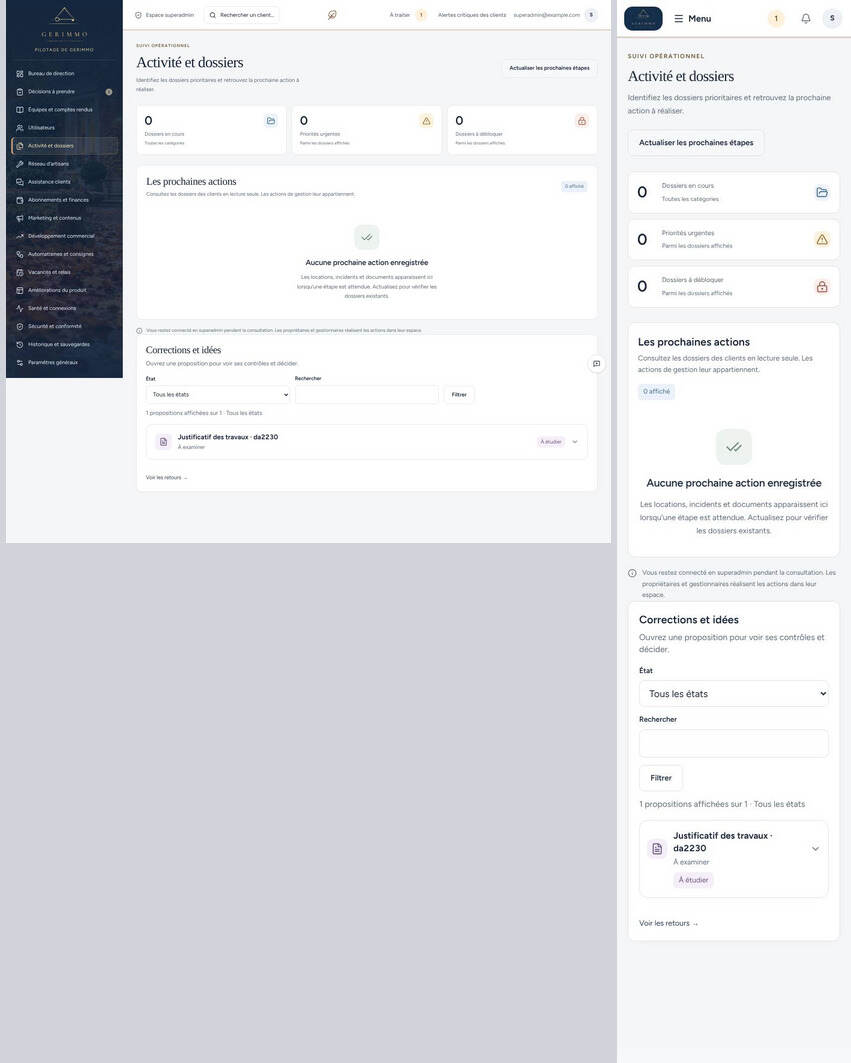 GERIMMO
PILOTAGE DE GERIMMO
Bureau de direction
Décisions à prendre
1
Équipes et comptes rendus
Utilisateurs
Activité et dossiers
Réseau d'artisans
Assistance clients
Abonnements et finances
Marketing et contenus
Développement commercial
Automatismes et consignes
Vacances et relais
Améliorations du produit
Santé et connexions
Sécurité et conformité
Historique et sauvegardes
Paramètres généraux
Espace superadmin
Rechercher un client...
À traiter 1
Alertes critiques des clients
superadmin@example.com
S
SUIVI OPÉRATIONNEL
Activité et dossiers
Identifiez les dossiers prioritaires et retrouvez la prochaine action à
réaliser.
Actualiser les prochaines étapes
0
Dossiers en cours
Toutes les catégories
0
Priorités urgentes
Parmi les dossiers affichés
0
Dossiers à débloquer
Parmi les dossiers affichés
Les prochaines actions
Consultez les dossiers des clients en lecture seule. Les actions de gestion leur appartiennent.
0 affiché
Aucune prochaine action enregistrée
Les locations, incidents et documents apparaissent ici
lorsqu'une étape est attendue. Actualisez pour vérifier les
dossiers existants.
Vous restez connecté en superadmin pendant la consultation. Les propriétaires et gestionnaires réalisent les actions dans leur espace.
Corrections et idées
Ouvrez une proposition pour voir ses contrôles et décider.
État
Rechercher
Tous les états
Filtrer
1 propositions affichées sur 1 · Tous les états
Justificatif des travaux · da2230
À examiner
À étudier
Voir les retours →
GERIMMO
Menu
1
S
SUIVI OPÉRATIONNEL
Activité et dossiers
Identifiez les dossiers prioritaires et retrouvez la prochaine
action à réaliser.
Actualiser les prochaines étapes
0
Dossiers en cours
Toutes les catégories
0
Priorités urgentes
Parmi les dossiers affichés
0
Dossiers à débloquer
Parmi les dossiers affichés
Les prochaines actions
Consultez les dossiers des clients en lecture seule. Les
actions de gestion leur appartiennent.
0 affiché
Aucune prochaine action enregistrée
Les locations, incidents et documents apparaissent ici
lorsqu'une étape est attendue. Actualisez pour vérifier
les dossiers existants.
Vous restez connecté en superadmin pendant la consultation. Les
propriétaires et gestionnaires réalisent les actions dans leur
espace.
Corrections et idées
Ouvrez une proposition pour voir ses contrôles et
décider.
État
Tous les états
Rechercher
Filtrer
1 propositions affichées sur 1 · Tous les états
Justificatif des travaux ·
da2230
À examiner
À étudier
Voir les retours →